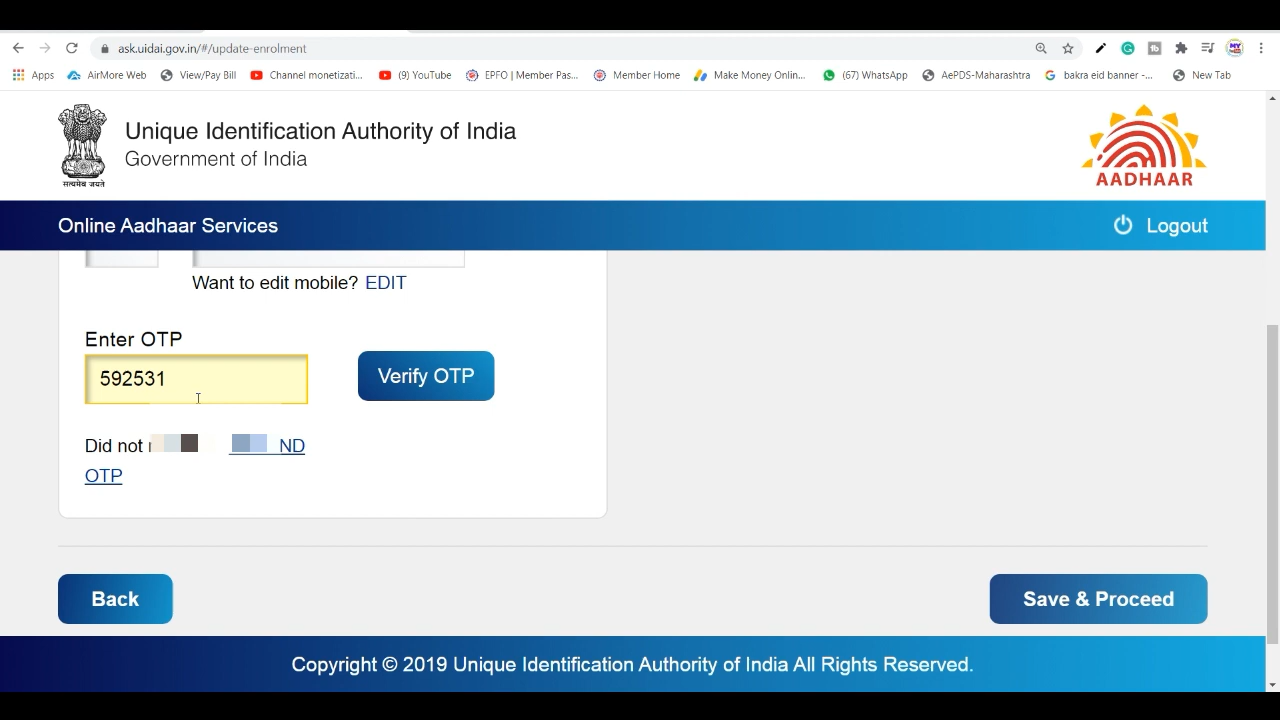 ask.uidai.gov.in/#/update-enrolment
Apps AirMore Web View/Pay Bill Channel monetizati... (9) YouTube EPFO | Member Pas... Member Home Make Money Onlin... (67) WhatsApp AePDS-Maharashtra bakra eid banner -... New Tab
Unique Identification Authority of India
Government of India
सत्यमेव जयते
AADHAAR
Online Aadhaar Services
Logout
Want to edit mobile? EDIT
Enter OTP
592531
Verify OTP
Did not ND
OTP
Back
Save & Proceed
Copyright © 2019 Unique Identification Authority of India All Rights Reserved.